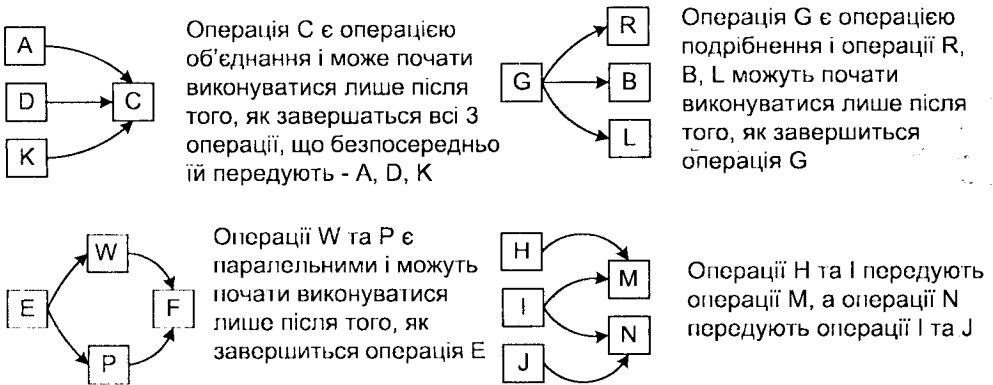 A
D
K
C
Операція С є операцією
об'єднання і може почати
виконуватися лише після
того, як завершаться всі 3
операції, що безпосередньо
їй передують - A, D, K
G
R
B
L
Операція G є операцією
подрібнення і операції R,
B, L можуть почати
виконуватися лише після
того, як завершиться
операція G
E
W
P
F
Операції W та P є
паралельними і можуть
почати виконуватися
лише після того, як
завершиться операція E
H
I
J
M
N
Операції H та I передують
операції M, а операції N
передують операції I та J